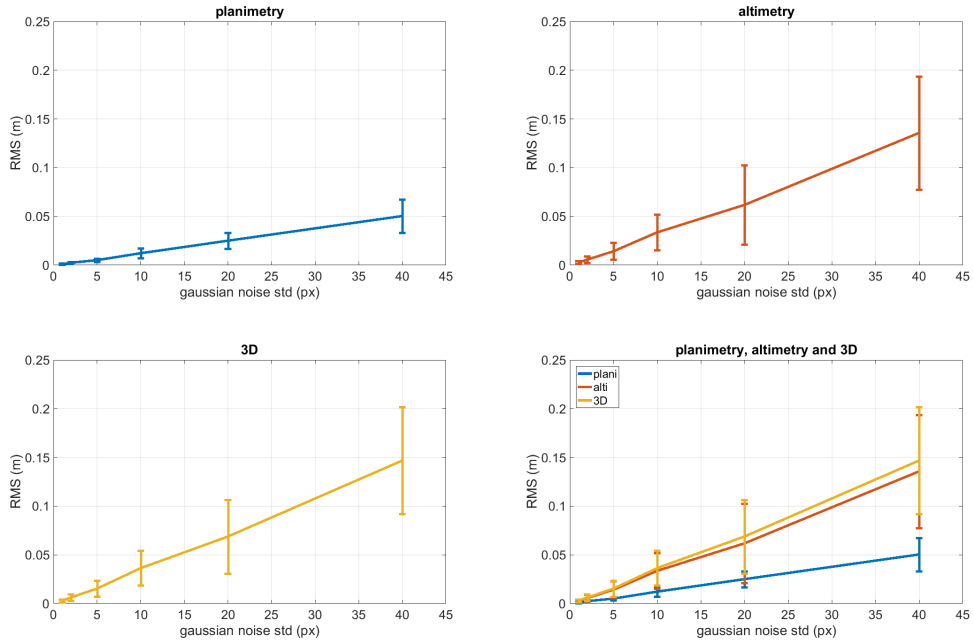 planimetry
0.25
0.2
0.15
0.1
0.05
0
RMS (m)
0 5 10 15 20 25 30 35 40 45
gaussian noise std (px)
altimetry
0.25
0.2
0.15
0.1
0.05
0
RMS (m)
0 5 10 15 20 25 30 35 40 45
gaussian noise std (px)
3D
0.25
0.2
0.15
0.1
0.05
0
RMS (m)
0 5 10 15 20 25 30 35 40 45
gaussian noise std (px)
planimetry, altimetry and 3D
plani
alti
3D
0.25
0.2
0.15
0.1
0.05
0
RMS (m)
0 5 10 15 20 25 30 35 40 45
gaussian noise std (px)